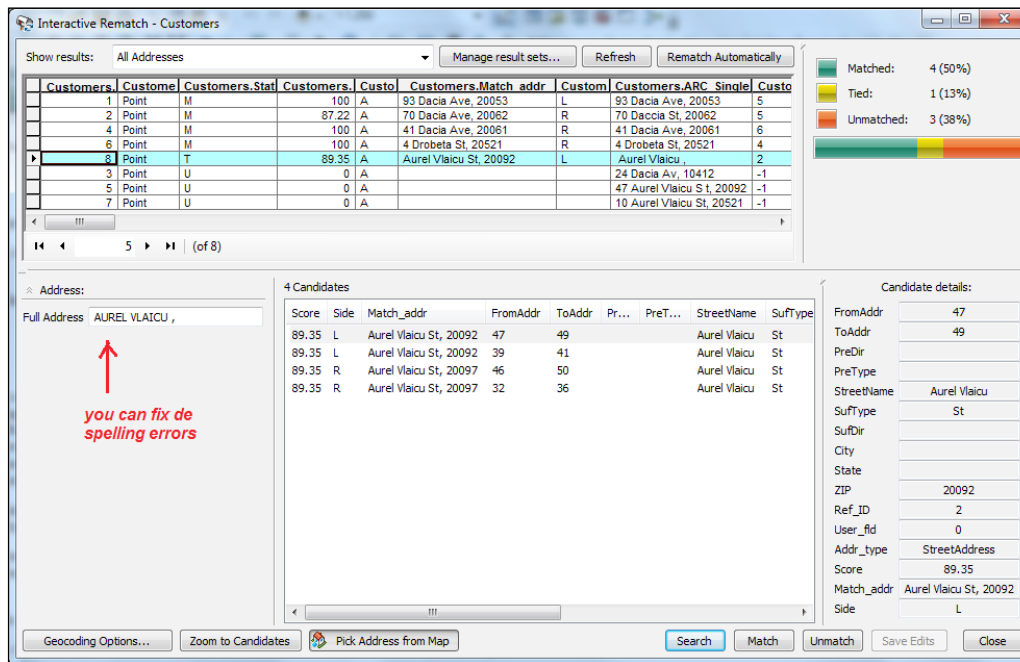 Interactive Rematch - Customers
Show results: All Addresses Manage result sets... Refresh Rematch Automatically
Customers. Custome Customers.Stat Customers. Custo Customers.Match_addr Custom Customers.ARC_Single Custo
1 Point M 100 A 93 Dacia Ave, 20053 L 93 Dacia Ave, 20053 5
2 Point M 87.22 A 70 Dacia Ave, 20062 R 70 Daccia St, 20062 5
4 Point M 100 A 41 Dacia Ave, 20061 R 41 Dacia Ave, 20061 6
6 Point M 100 A 4 Drobeta St, 20521 R 4 Drobeta St, 20521 4
8 Point T 89.35 A Aurel Vlaicu St, 20092 L Aurel Vlaicu , 2
3 Point U 0 A 24 Dacia Av, 10412 -1
5 Point U 0 A 47 Aurel Vlaicu S t, 20092 -1
7 Point U 0 A 10 Aurel Vlaicu St, 20521 -1
5 (of 8)
Matched: 4 (50%)
Tied: 1 (13%)
Unmatched: 3 (38%)
Address:
Full Address AUREL VLAICU ,
you can fix de
spelling errors
4 Candidates
Score Side Match_addr FromAddr ToAddr Pr... PreT... StreetName SufType
89.35 L Aurel Vlaicu St, 20092 47 49 Aurel Vlaicu St
89.35 L Aurel Vlaicu St, 20092 39 41 Aurel Vlaicu St
89.35 R Aurel Vlaicu St, 20097 46 50 Aurel Vlaicu St
89.35 R Aurel Vlaicu St, 20097 32 36 Aurel Vlaicu St
Candidate details:
FromAddr 47
ToAddr 49
PreDir
PreType
StreetName Aurel Vlaicu
SufType St
SufDir
City
State
ZIP 20092
Ref_ID 2
User_fld 0
Addr_type StreetAddress
Score 89.35
Match_addr Aurel Vlaicu St, 20092
Side L
Geocoding Options... Zoom to Candidates Pick Address from Map Search Match Unmatch Save Edits Close